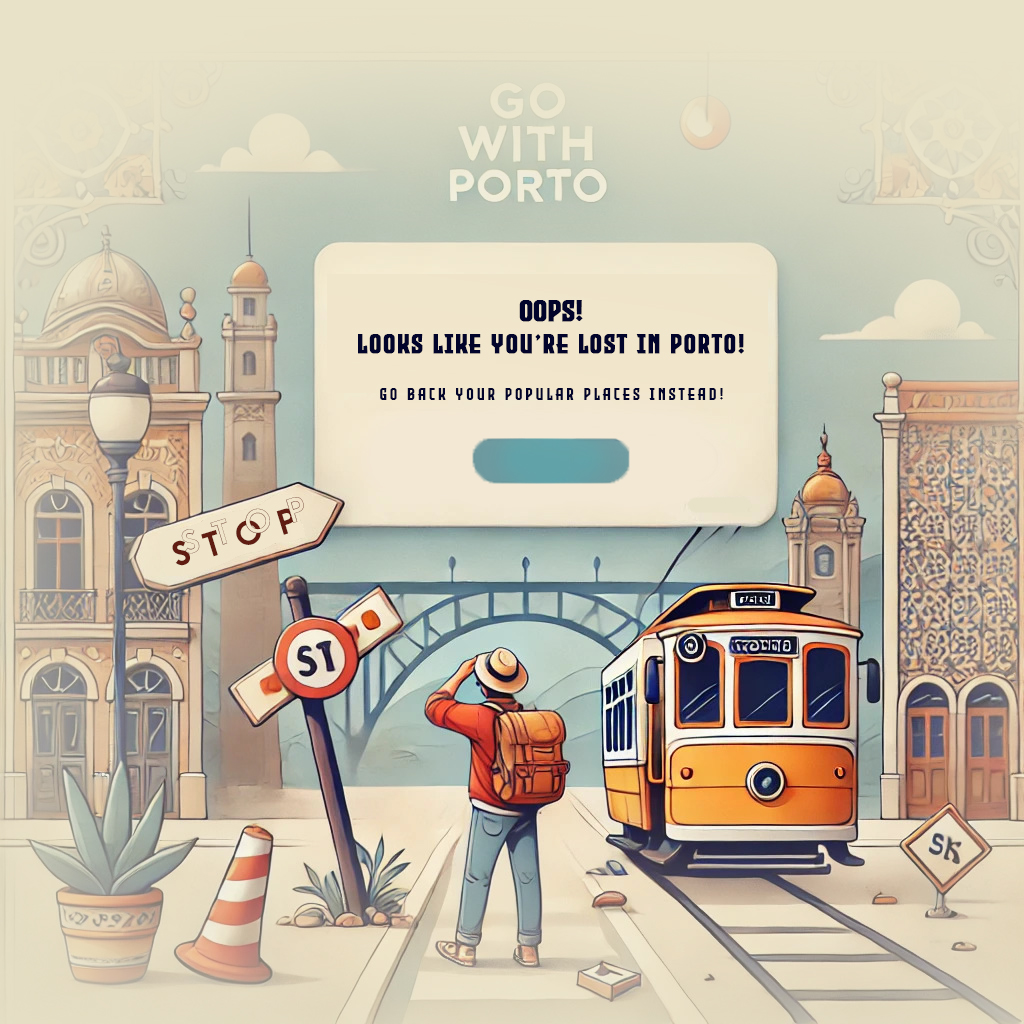 GO
WITH
PORTO
OOPS!
LOOKS LIKE YOU'RE LOST IN PORTO!
GO BACK YOUR POPULAR PLACES INSTEAD!
STOP
ST
SK